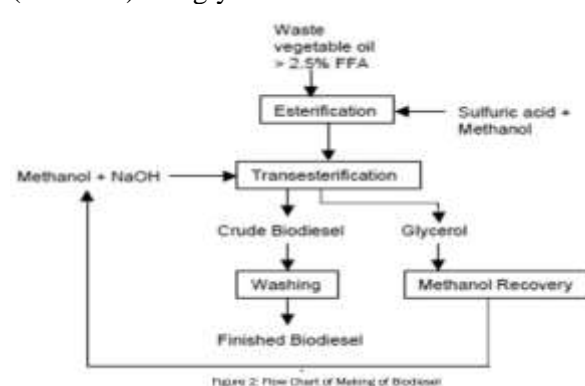 Waste
vegetable oil
> 2.5% FFA
Esterification
Sulfuric acid +
Methanol
Methanol + NaOH
Transesterification
Crude Biodiesel
Glycerol
Washing
Methanol Recovery
Finished Biodiesel
Figure 2: Flow Chart of Making of Biodiesel